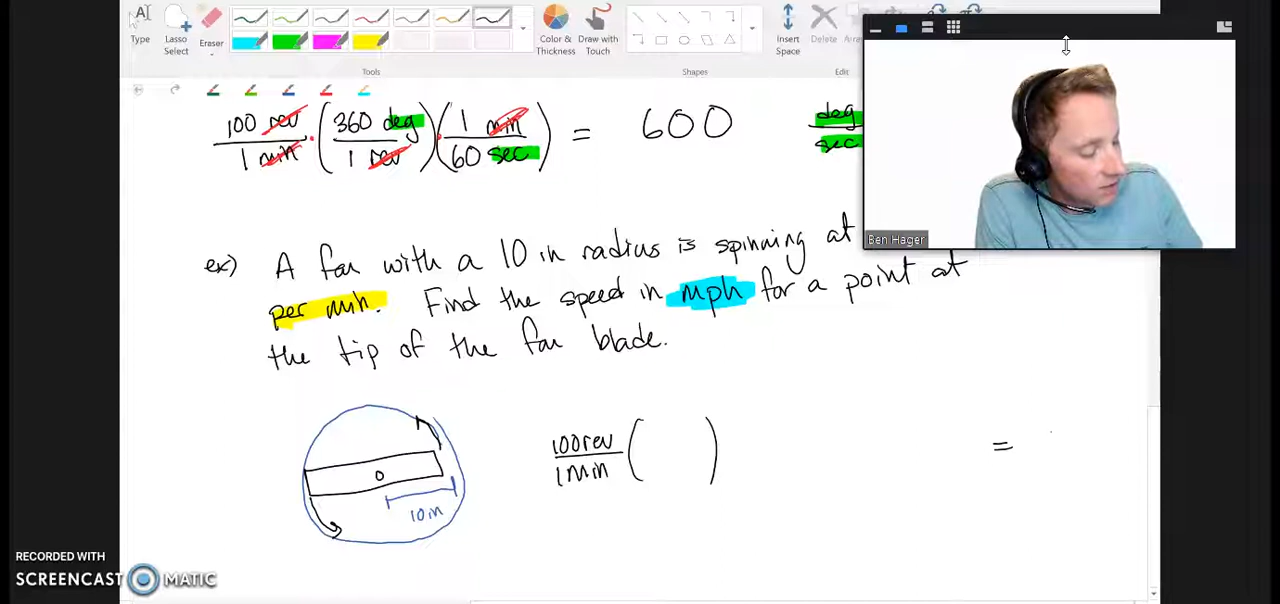 Type
Lasso
Select
Eraser
Color &
Thickness
Draw with
Touch
Insert
Space
Delete
Tools
Shapes
Edit
100 rev
1 min
360 deg
1 rev
1 min
60 sec
= 600
deg
sec
Ben Hager
ex) A fan with a 10 in radius is spinning at
per min. Find the speed in mph for a point at
the tip of the fan blade.
10 in
100 rev
1 min
( ) =
RECORDED WITH
SCREENCAST MATIC